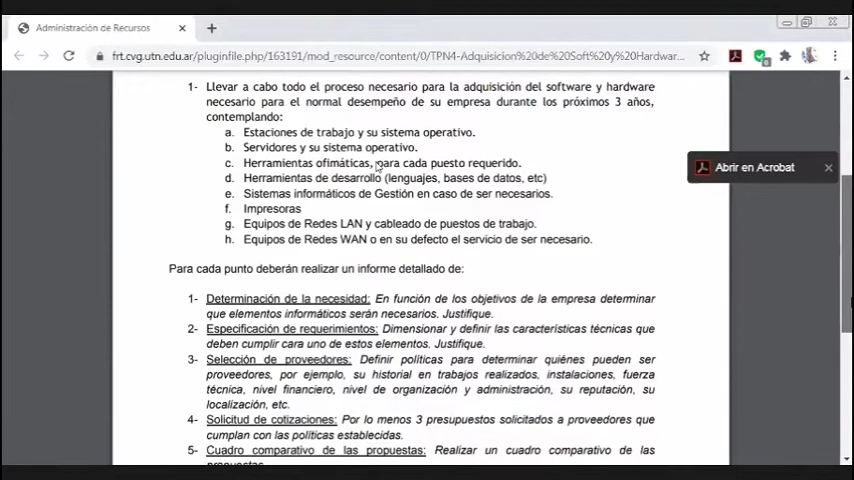 Administración de Recursos
frt.cvg.utn.edu.ar/pluginfile.php/163191/mod_resource/content/0/TPN4-Adquisicion%20de%20Soft%20y%20Hardwar...
1- Llevar a cabo todo el proceso necesario para la adquisición del software y hardware
necesario para el normal desempeño de su empresa durante los próximos 3 años,
contemplando:
a. Estaciones de trabajo y su sistema operativo.
b. Servidores y su sistema operativo.
c. Herramientas ofimáticas, para cada puesto requerido.
Abrir en Acrobat
d. Herramientas de desarrollo (lenguajes, bases de datos, etc)
e. Sistemas informáticos de Gestión en caso de ser necesarios.
f. Impresoras
g. Equipos de Redes LAN y cableado de puestos de trabajo.
h. Equipos de Redes WAN o en su defecto el servicio de ser necesario.
Para cada punto deberán realizar un informe detallado de:
1- Determinación de la necesidad: En función de los objetivos de la empresa determinar
que elementos informáticos serán necesarios. Justifique.
2- Especificación de requerimientos: Dimensionar y definir las características técnicas que
deben cumplir cara uno de estos elementos. Justifique.
3- Selección de proveedores: Definir políticas para determinar quiénes pueden ser
proveedores, por ejemplo, su historial en trabajos realizados, instalaciones, fuerza
técnica, nivel financiero, nivel de organización y administración, su reputación, su
localización, etc.
4- Solicitud de cotizaciones: Por lo menos 3 presupuestos solicitados a proveedores que
cumplan con las políticas establecidas.
5- Cuadro comparativo de las propuestas: Realizar un cuadro comparativo de las
propuestas